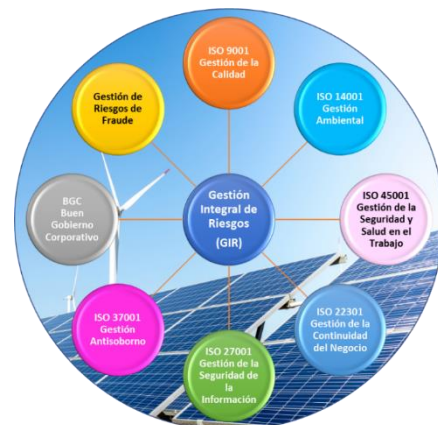 ISO 9001
Gestión de la
Calidad
ISO 14001
Gestión
Ambiental
ISO 45001
Gestión de la
Seguridad y
Salud en el
Trabajo
ISO 22301
Gestión de la
Continuidad
del Negocio
ISO 27001
Gestión de la
Seguridad de
la
Información
ISO 37001
Gestión
Antisoborno
BGC
Buen
Gobierno
Corporativo
Gestión de
Riesgos de
Fraude
Gestión
Integral de
Riesgos
(GIR)